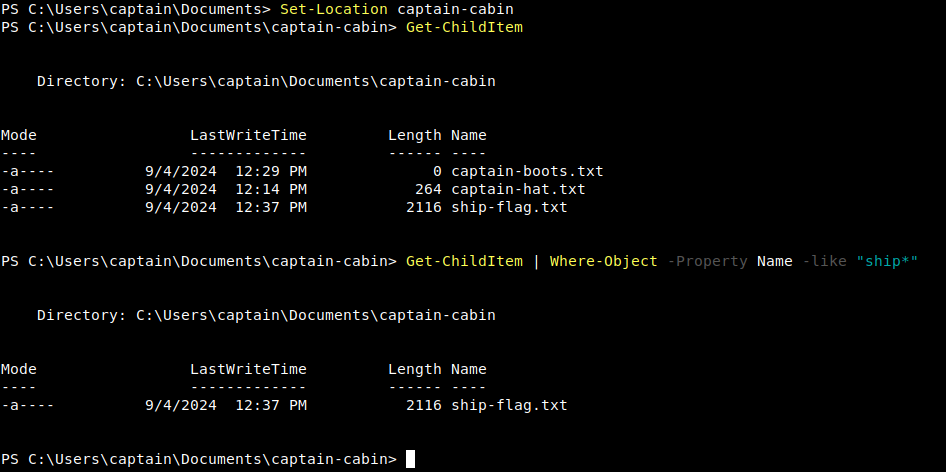 PS C:\Users\captain\Documents> Set-Location captain-cabin
PS C:\Users\captain\Documents\captain-cabin> Get-ChildItem
Directory: C:\Users\captain\Documents\captain-cabin
Mode                 LastWriteTime         Length Name
----                 -------------         ------ ----
-a----            9/4/2024  12:29 PM              0 captain-boots.txt
-a----            9/4/2024  12:14 PM            264 captain-hat.txt
-a----            9/4/2024  12:37 PM           2116 ship-flag.txt
PS C:\Users\captain\Documents\captain-cabin> Get-ChildItem | Where-Object -Property Name -like "ship*"
Directory: C:\Users\captain\Documents\captain-cabin
Mode                 LastWriteTime         Length Name
----                 -------------         ------ ----
-a----            9/4/2024  12:37 PM           2116 ship-flag.txt
PS C:\Users\captain\Documents\captain-cabin>